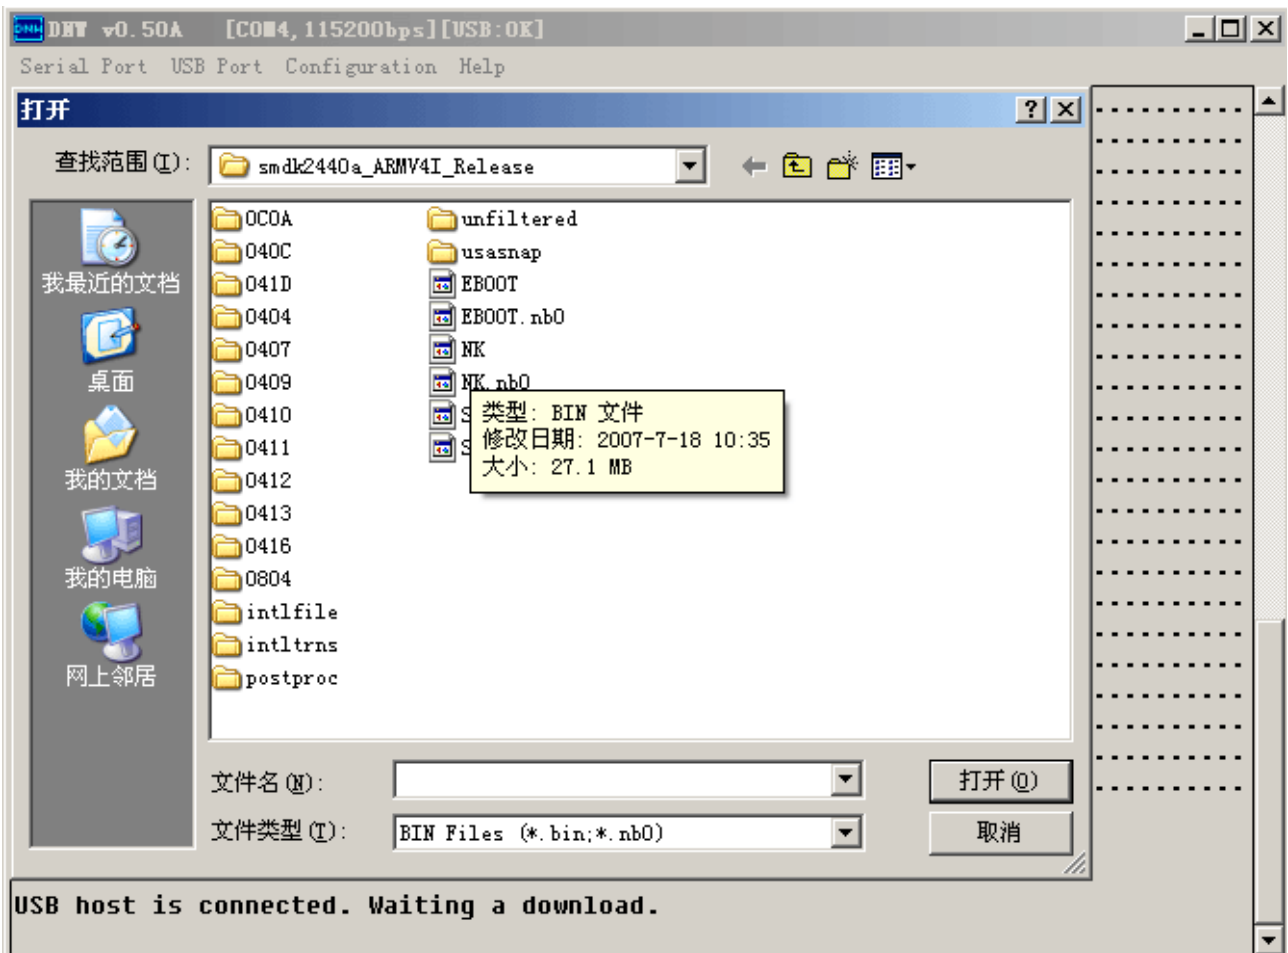 DNW DNW v0.50A [COM4,115200bps][USB:OK]
Serial Port USB Port Configuration Help
打开
查找范围(I): smdk2440a_ARMV4I_Release
我最近的文档
桌面
我的文档
我的电脑
网上邻居
0C0A
040C
041D
0404
0407
0409
0410
0411
0412
0413
0416
0804
intlfile
intltrns
postproc
unfiltered
usasnap
EBOOT
EBOOT.nb0
NK
NK.nb0
S
S
类型: BIN 文件
修改日期: 2007-7-18 10:35
大小: 27.1 MB
文件名(N):
打开(O)
文件类型(T): BIN Files (*.bin;*.nb0)
取消
USB host is connected. Waiting a download.